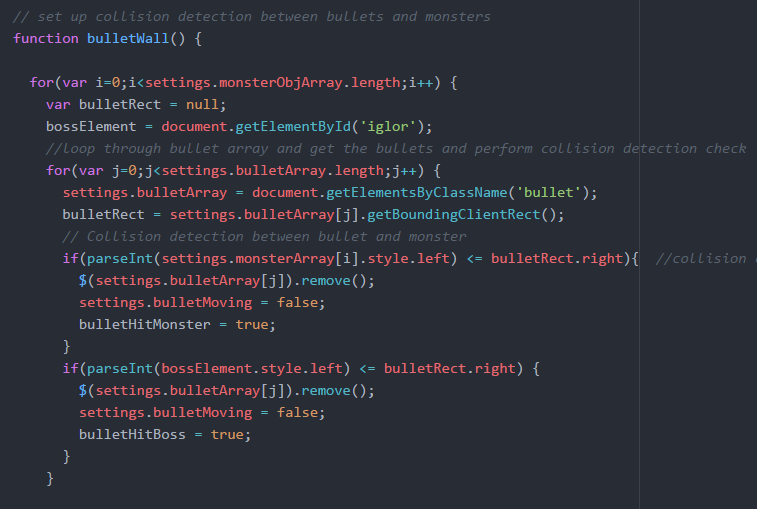 // set up collision detection between bullets and monsters
function bulletWall() {
for(var i=0;i<settings.monsterObjArray.length;i++) {
var bulletRect = null;
bossElement = document.getElementById('iglor');
//loop through bullet array and get the bullets and perform collision detection check
for(var j=0;j<settings.bulletArray.length;j++) {
settings.bulletArray = document.getElementsByClassName('bullet');
bulletRect = settings.bulletArray[j].getBoundingClientRect();
// Collision detection between bullet and monster
if(parseInt(settings.monsterArray[i].style.left) <= bulletRect.right){  //collision
$(settings.bulletArray[j]).remove();
settings.bulletMoving = false;
bulletHitMonster = true;
}
if(parseInt(bossElement.style.left) <= bulletRect.right) {
$(settings.bulletArray[j]).remove();
settings.bulletMoving = false;
bulletHitBoss = true;
}
}